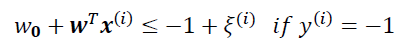 w₀ + wᵀx⁽ⁱ⁾ ≤ −1 + ξ⁽ⁱ⁾ if y⁽ⁱ⁾ = −1